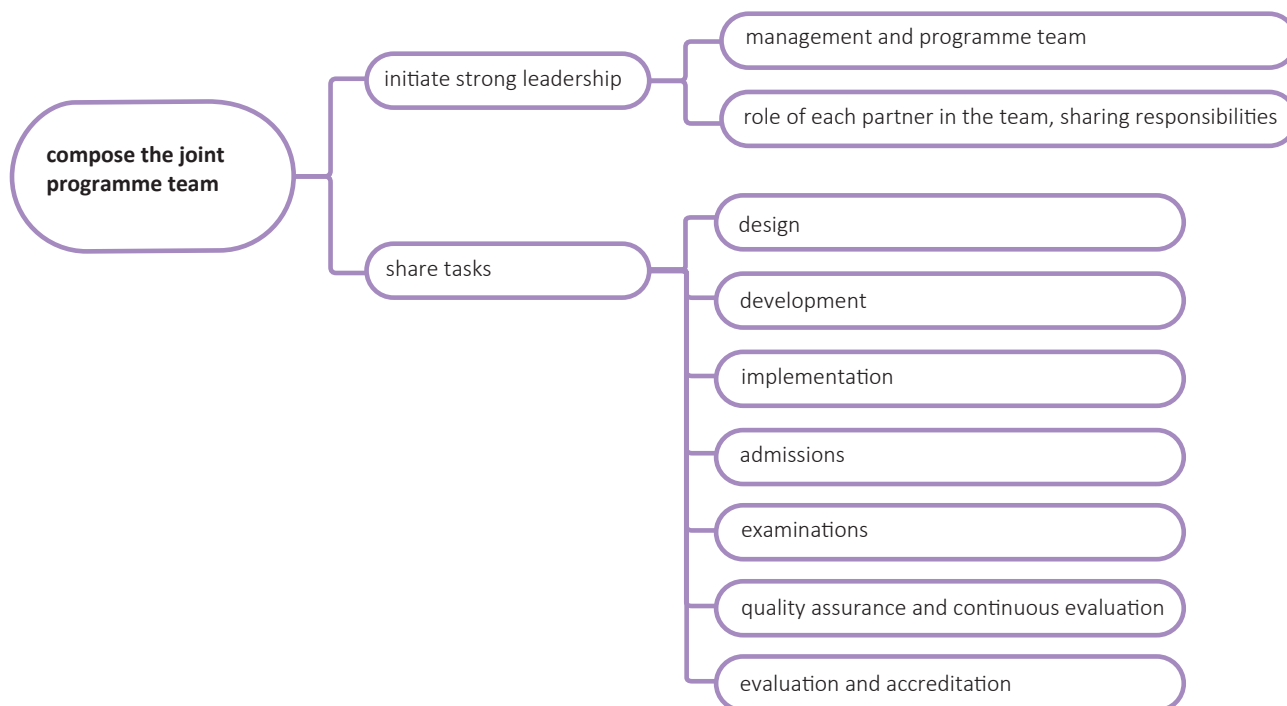 compose the joint
programme team
initiate strong leadership
management and programme team
role of each partner in the team, sharing responsibilities
share tasks
design
development
implementation
admissions
examinations
quality assurance and continuous evaluation
evaluation and accreditation